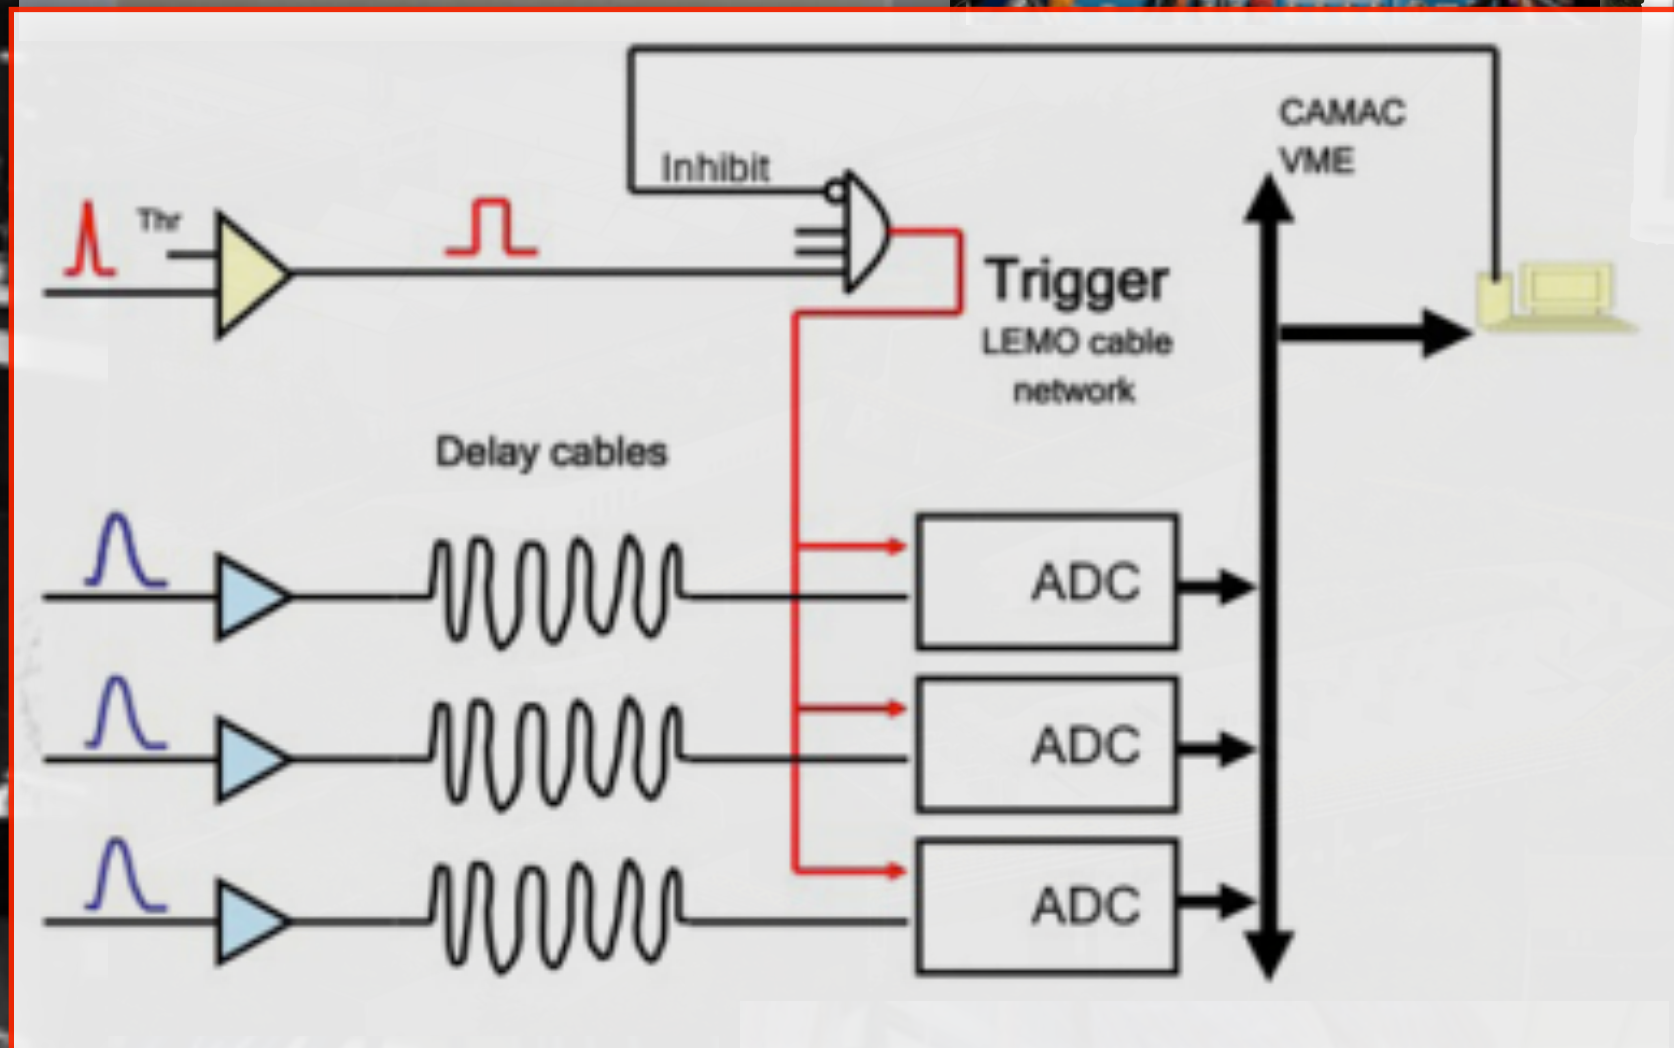 CAMAC
VME
Inhibit
Thr
Trigger
LEMO cable
network
Delay cables
ADC
ADC
ADC